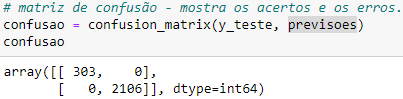 # matriz de confusão - mostra os acertos e os erros.
confusao = confusion_matrix(y_teste, previsoes)
confusao
array([[ 303,    0],
       [   0, 2106]], dtype=int64)